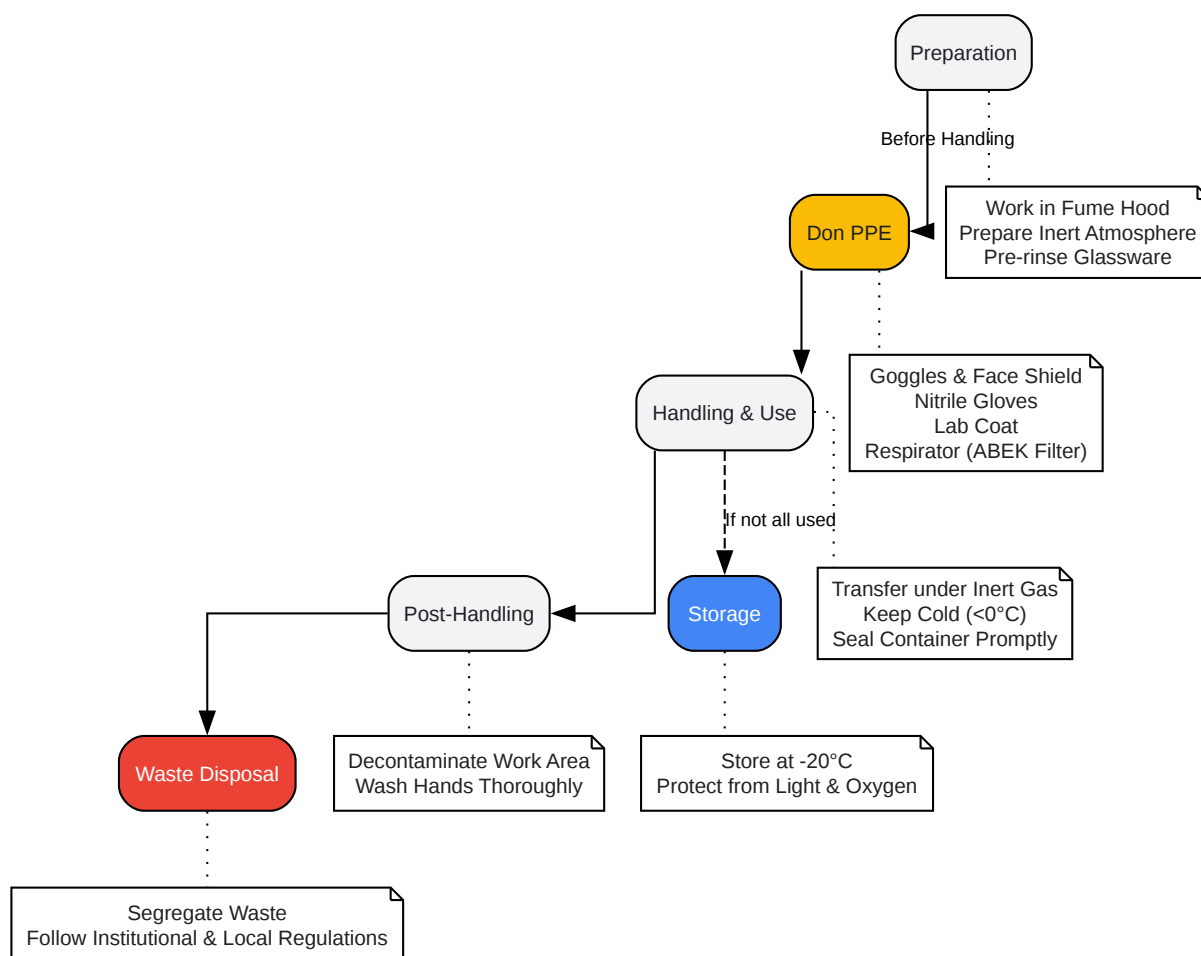 Preparation
Before Handling
Work in Fume Hood
Prepare Inert Atmosphere
Pre-rinse Glassware
Don PPE
Goggles & Face Shield
Nitrile Gloves
Lab Coat
Respirator (ABEK Filter)
Handling & Use
If not all used
Transfer under Inert Gas
Keep Cold (<0°C)
Seal Container Promptly
Post-Handling
Storage
Waste Disposal
Decontaminate Work Area
Wash Hands Thoroughly
Store at -20°C
Protect from Light & Oxygen
Segregate Waste
Follow Institutional & Local Regulations